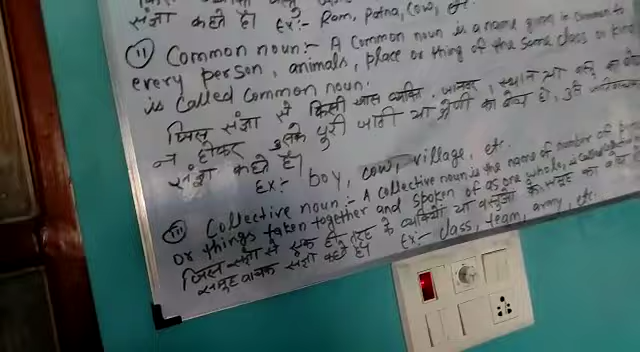 संज्ञा कहते है। Ex:- Ram, Patna, Cow, etc.
(ii) Common noun:- A common noun is a name given in common to
every person, animals, place or thing of the same class or kind
is called common noun.
जिस संज्ञा से किसी खास व्यक्ति, जानवर, स्थान या वस्तु का बोध
न होकर उसके पुरी जाती या श्रेणी का बोध हो, उसे जातिवाचक
संज्ञा कहते है।
Ex:- boy, cow, village, etc.
(iii) Collective noun:- A collective noun is the name of number of
or things taken together and spoken of as one whole, is called
जिस संज्ञा से एक ही तरह के व्यक्तियो या वस्तुओ के समूह का बोध
समूह वाचक संज्ञा कहते है। Ex:- class, team, army, etc.